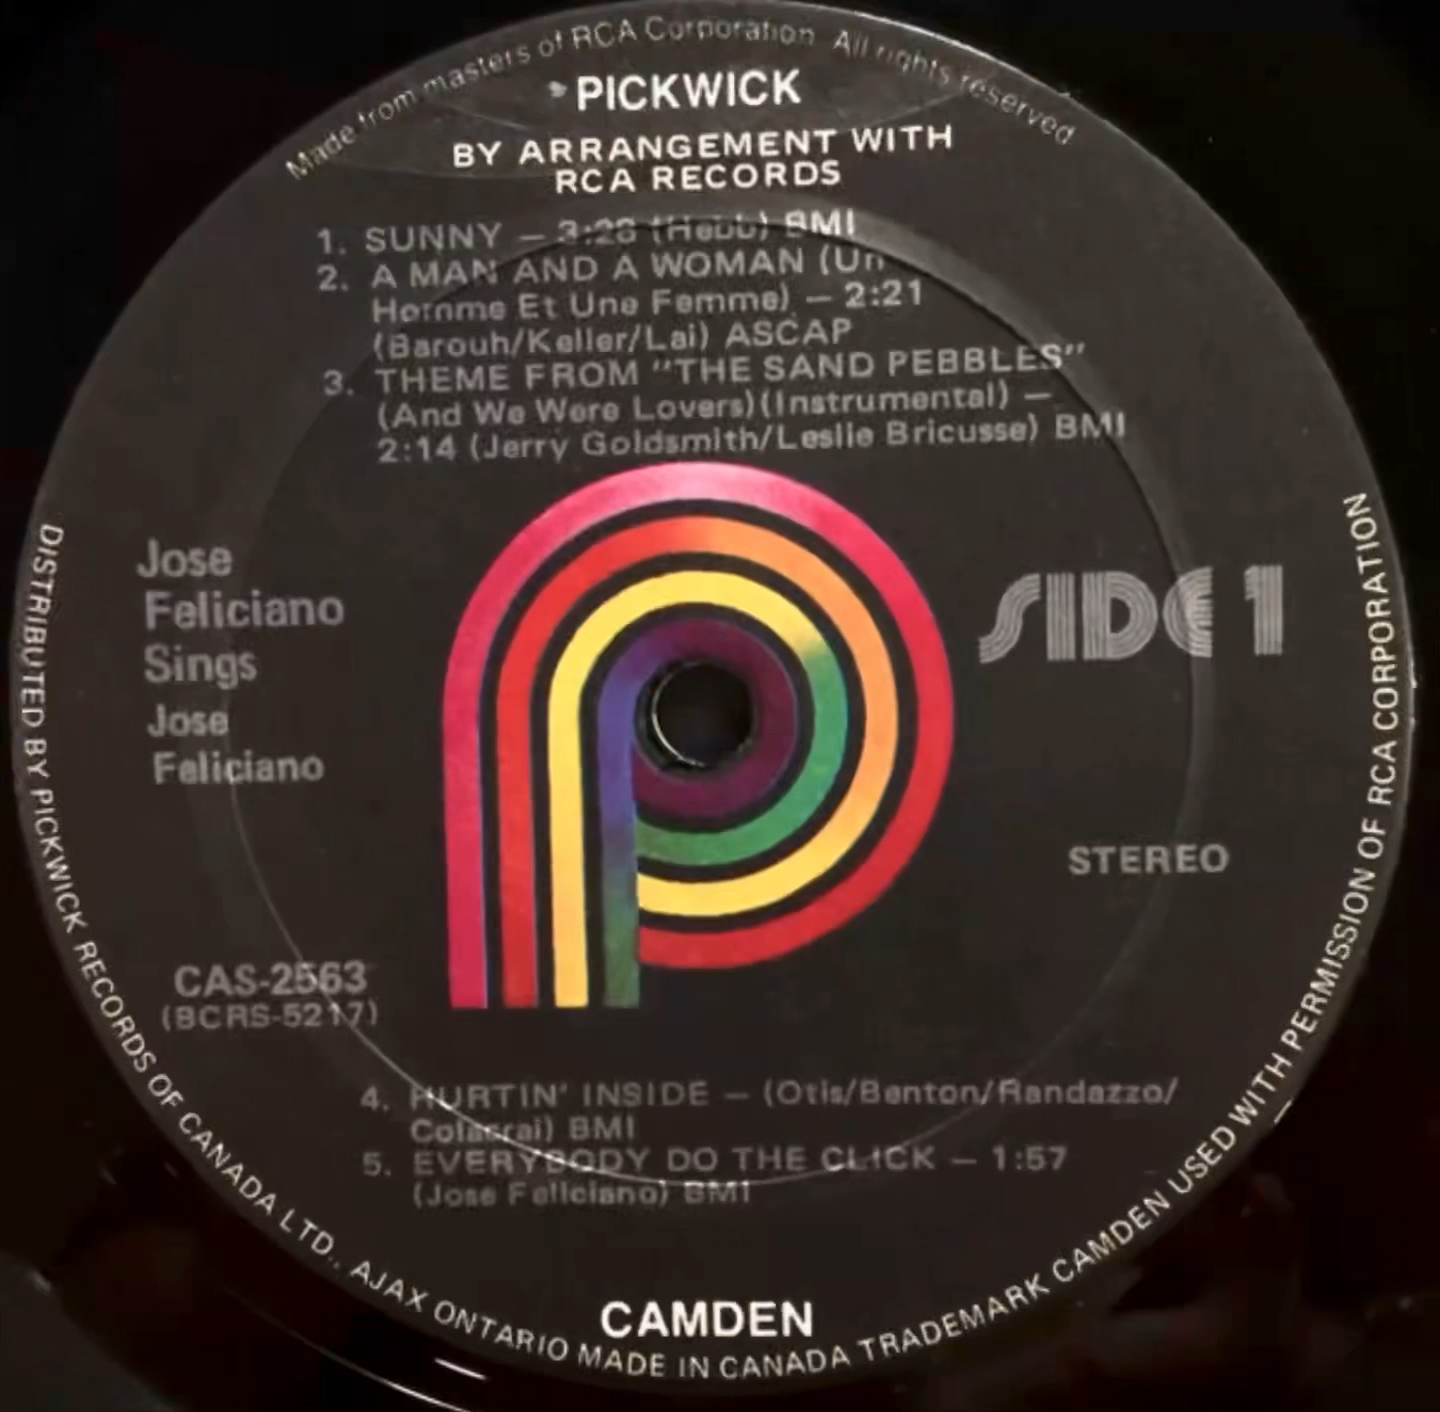 Made from masters of RCA Corporation All rights reserved
PICKWICK
BY ARRANGEMENT WITH
RCA RECORDS
1. SUNNY — 3:28 (Hebb) BMI
2. A MAN AND A WOMAN (Un
Homme Et Une Femme) — 2:21
(Barouh/Keller/Lai) ASCAP
3. THEME FROM "THE SAND PEBBLES"
(And We Were Lovers)(Instrumental) —
2:14 (Jerry Goldsmith/Leslie Bricusse) BMI
Jose
Feliciano
Sings
Jose
Feliciano
SIDE 1
STEREO
CAS-2563
(BCRS-5217)
4. HURTIN' INSIDE — (Otis/Benton/Randazzo/
BMI
5. EVERYBODY DO THE CLICK — 1:57
(Jose Feliciano) BMI
CAMDEN
DISTRIBUTED BY PICKWICK RECORDS OF CANADA LTD., AJAX ONTARIO MADE IN CANADA TRADEMARK CAMDEN USED WITH PERMISSION OF RCA CORPORATION